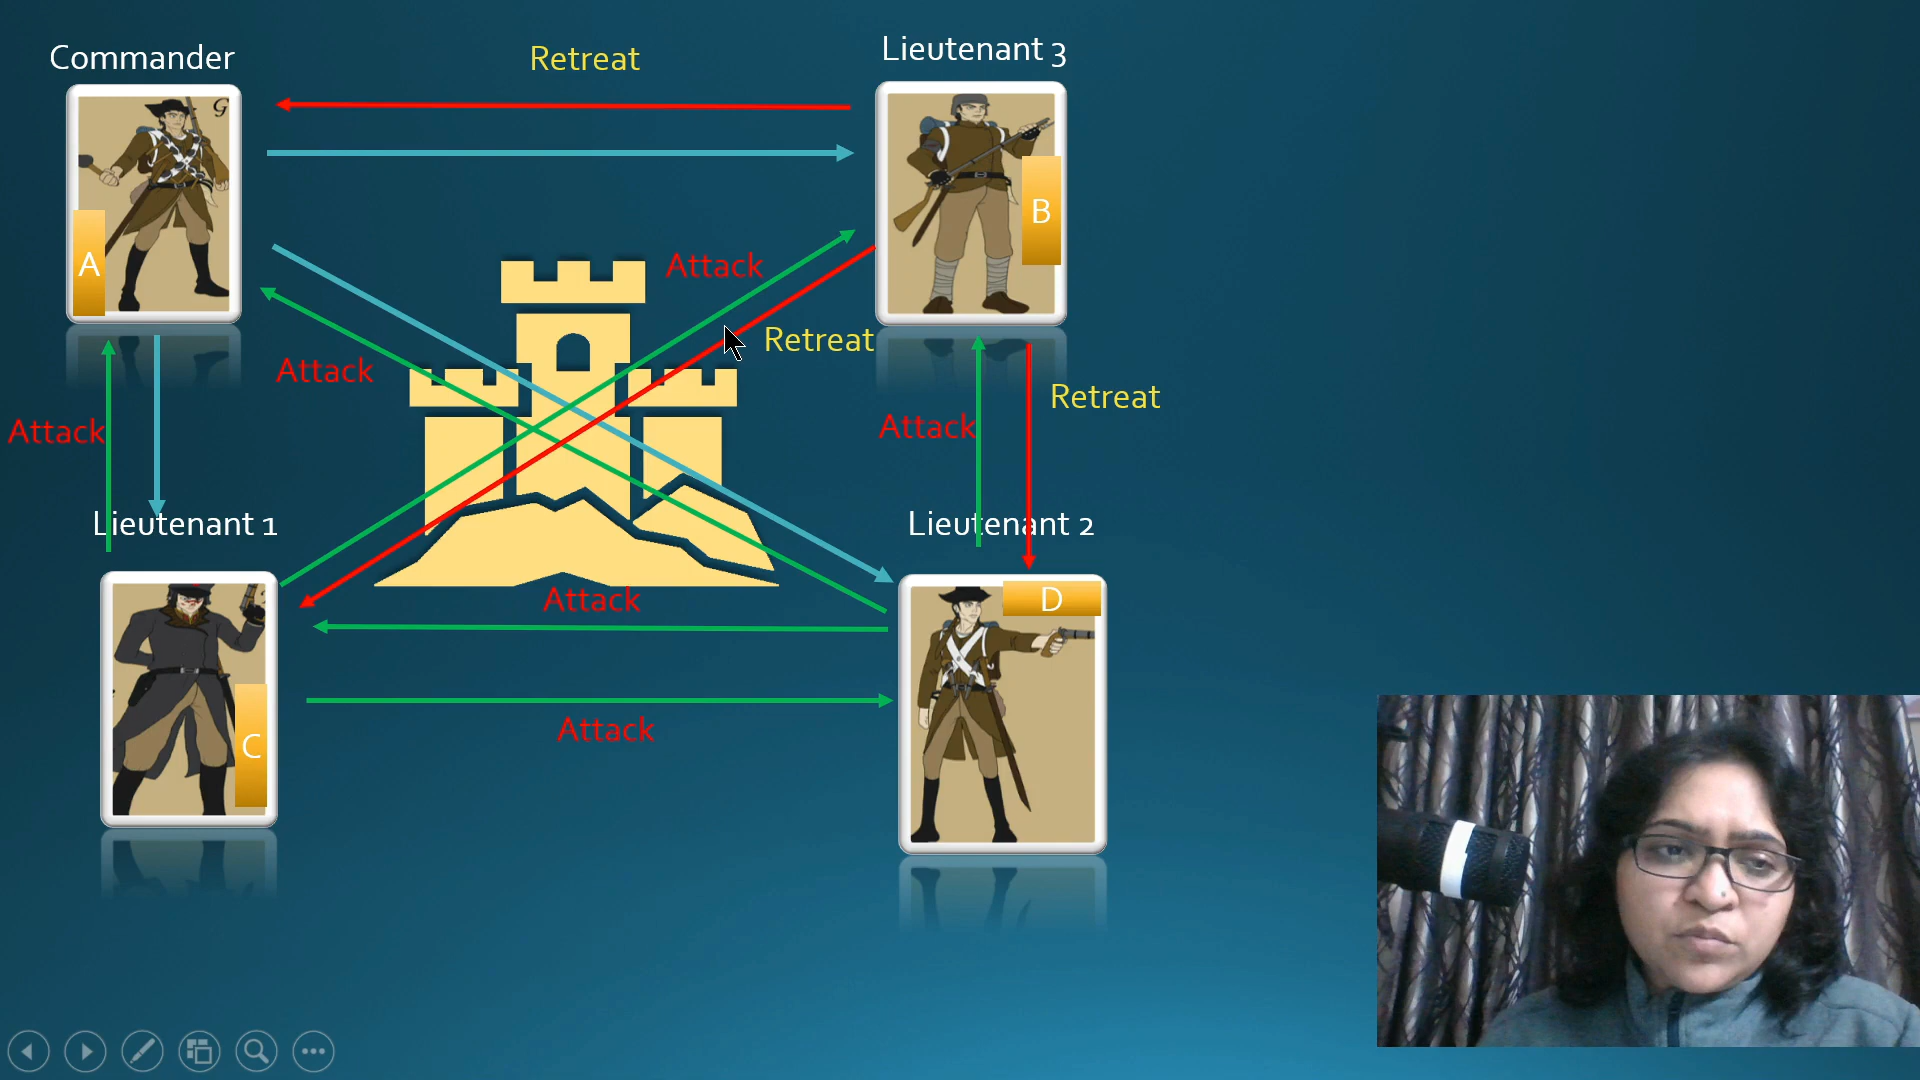 Commander
Retreat
Lieutenant 3
G
A
B
Attack
Retreat
Attack
Retreat
Attack
Attack
Lieutenant 1
Lieutenant 2
Attack
D
Attack
C